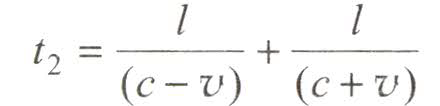 t₂ = l/(c − v) + l/(c + v)